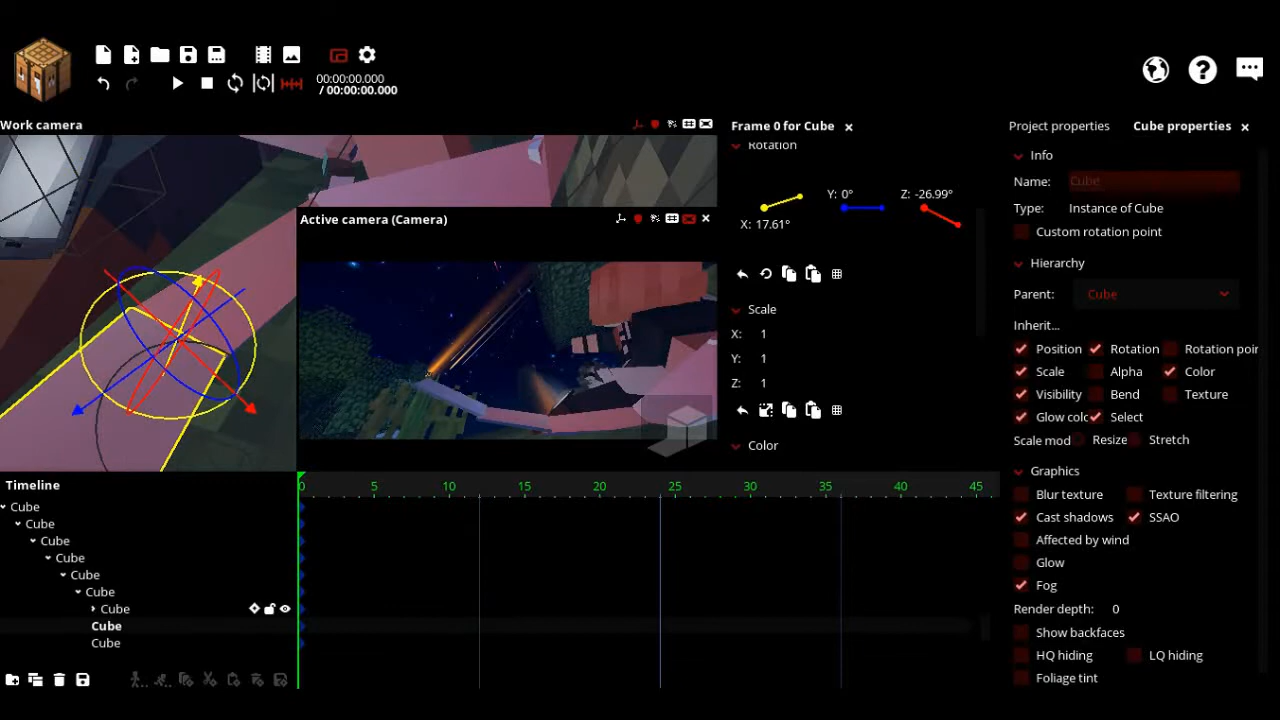 00:00:00.000
/ 00:00:00.000
Work camera
Active camera (Camera)
Frame 0 for Cube
Rotation
Y: 0°
Z: -26.99°
X: 17.61°
Scale
X: 1
Y: 1
Z: 1
Color
Project properties
Cube properties
Info
Name: Cube
Type: Instance of Cube
Custom rotation point
Hierarchy
Parent: Cube
Inherit...
Position Rotation Rotation poin
Scale Alpha Color
Visibility Bend Texture
Glow colo Select
Scale mod Resize Stretch
Graphics
Blur texture Texture filtering
Cast shadows SSAO
Affected by wind
Glow
Fog
Render depth: 0
Show backfaces
HQ hiding LQ hiding
Foliage tint
Timeline
0 5 10 15 20 25 30 35 40 45
Cube
Cube
Cube
Cube
Cube
Cube
Cube
Cube
Cube